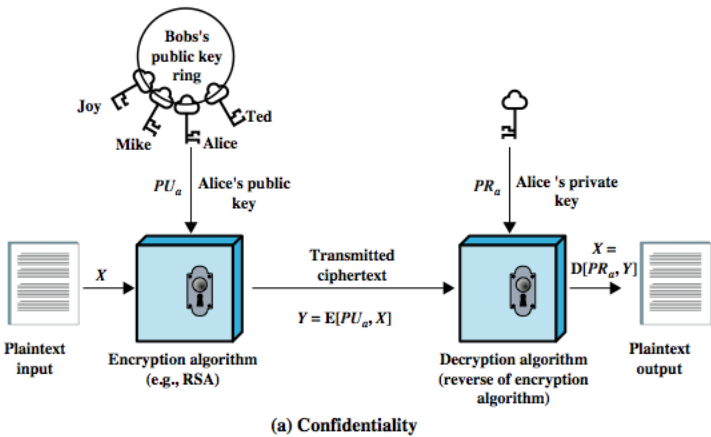 Bobs's
public key
ring
Joy
Mike
Alice
Ted
PUa
Alice's public
key
PRa
Alice 's private
key
X
Transmitted
ciphertext
Y = E[PUa, X]
X =
D[PRa, Y]
Plaintext
input
Encryption algorithm
(e.g., RSA)
Decryption algorithm
(reverse of encryption
algorithm)
Plaintext
output
(a) Confidentiality